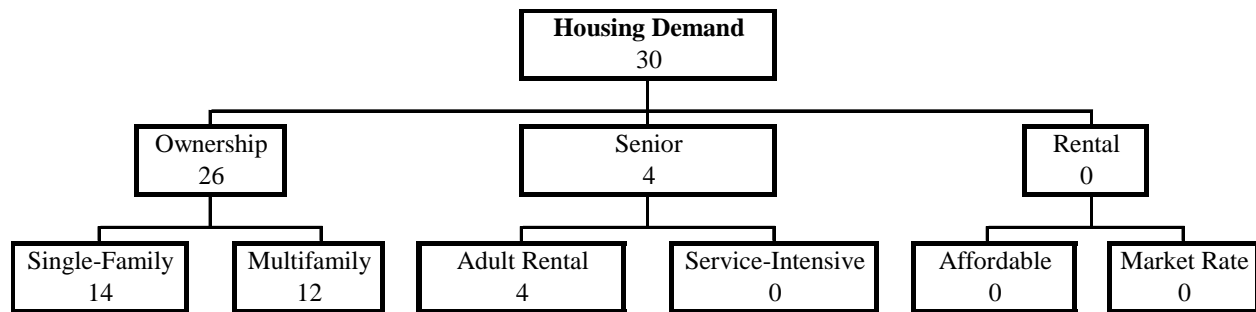 Housing Demand
30
Ownership
26
Senior
4
Rental
0
Single-Family
14
Multifamily
12
Adult Rental
4
Service-Intensive
0
Affordable
0
Market Rate
0